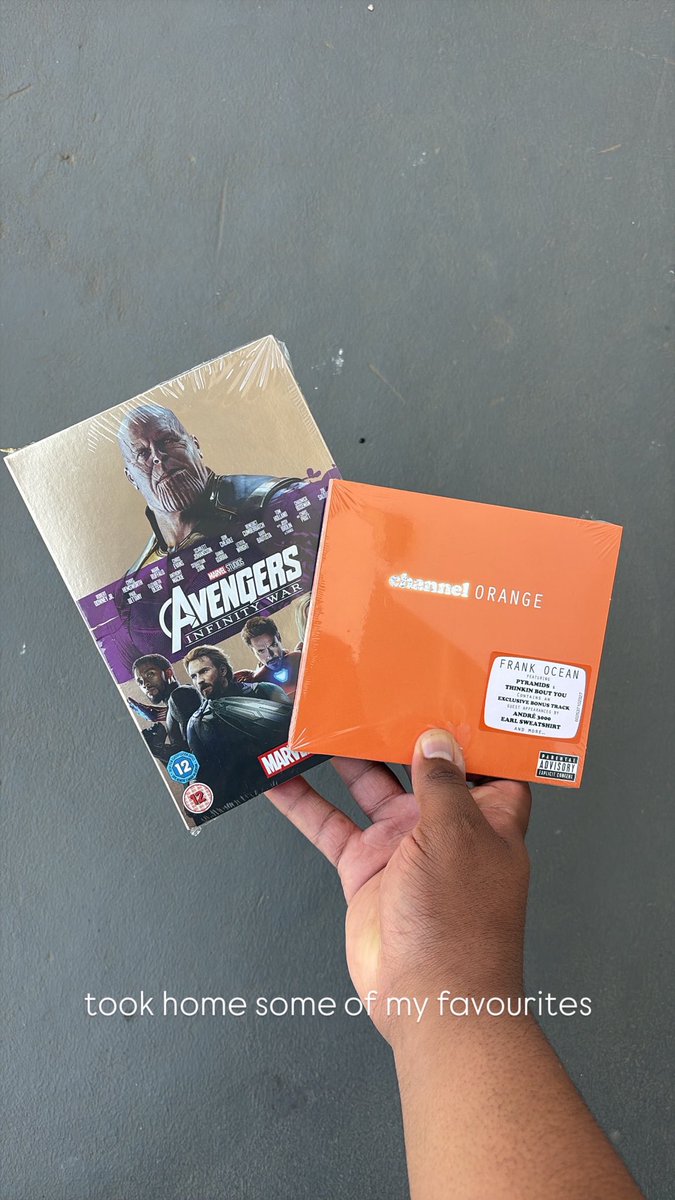 MARVEL STUDIOS
AVENGERS
INFINITY WAR
12
12
channel ORANGE
FRANK OCEAN
FEATURING
PYRAMIDS &
THINKIN BOUT YOU
CONTAINS AN
EXCLUSIVE BONUS TRACK
GUEST APPEARANCES BY
ANDRÉ 3000
EARL SWEATSHIRT
AND MORE...
PARENTAL
ADVISORY
EXPLICIT CONTENT
took home some of my favourites